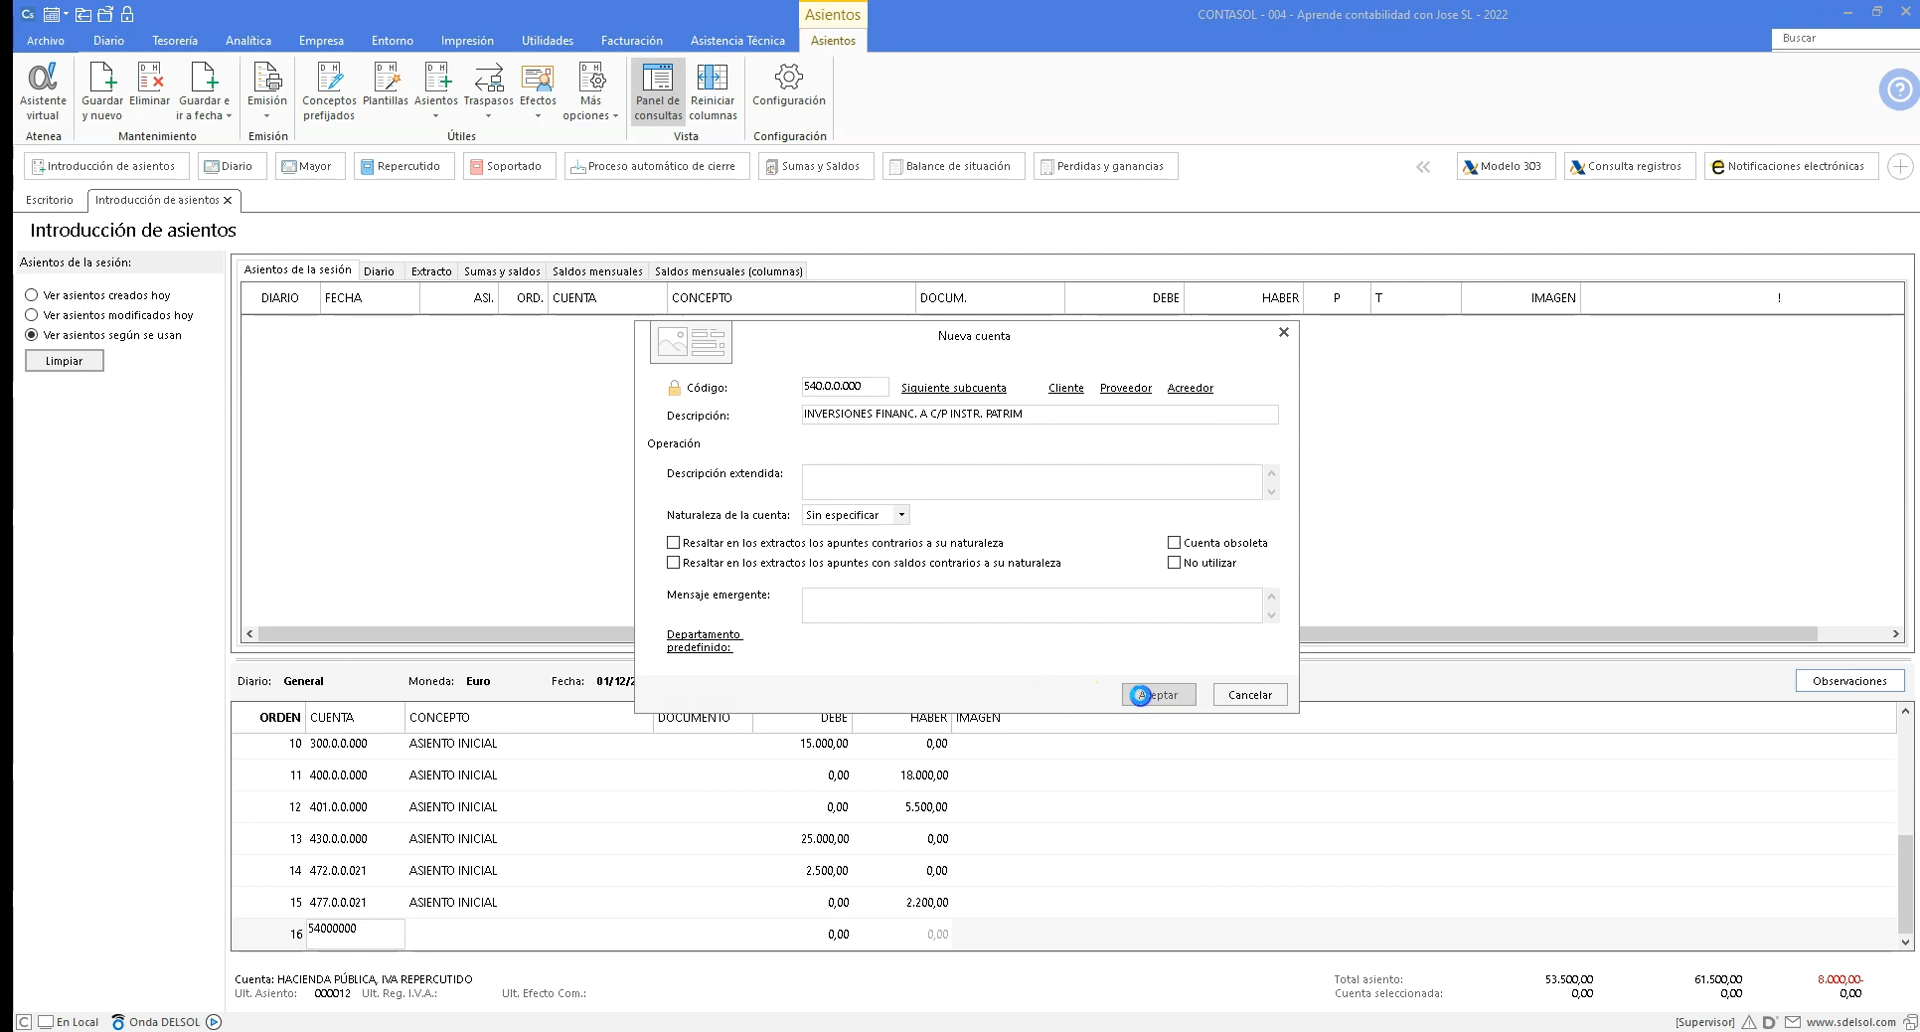 Cs
Asientos
CONTASOL - 004 - Aprende contabilidad con Jose SL - 2022
Archivo Diario Tesorería Analítica Empresa Entorno Impresión Utilidades Facturación Asistencia Técnica Asientos
Buscar
Asistente virtual
Guardar y nuevo
Eliminar
Guardar e ir a fecha
Emisión
Conceptos prefijados
Plantillas
Asientos
Traspasos
Efectos
Más opciones
Panel de consultas
Reiniciar columnas
Configuración
Atenea Mantenimiento Emisión Útiles Vista Configuración
Introducción de asientos Diario Mayor Repercutido Soportado Proceso automático de cierre Sumas y Saldos Balance de situación Perdidas y ganancias Modelo 303 Consulta registros Notificaciones electrónicas
Escritorio Introducción de asientos
Introducción de asientos
Asientos de la sesión:
Ver asientos creados hoy
Ver asientos modificados hoy
Ver asientos según se usan
Limpiar
Asientos de la sesión Diario Extracto Sumas y saldos Saldos mensuales Saldos mensuales (columnas)
DIARIO FECHA ASI. ORD. CUENTA CONCEPTO DOCUM. DEBE HABER P T IMAGEN !
Nueva cuenta
Código: 540.0.0.000 Siguiente subcuenta Cliente Proveedor Acreedor
Descripción: INVERSIONES FINANC. A C/P INSTR. PATRIM
Operación
Descripción extendida:
Naturaleza de la cuenta: Sin especificar
Resaltar en los extractos los apuntes contrarios a su naturaleza Cuenta obsoleta
Resaltar en los extractos los apuntes con saldos contrarios a su naturaleza No utilizar
Mensaje emergente:
Departamento
predefinido:
Aceptar Cancelar
Diario: General Moneda: Euro Fecha: 01/12/2 Observaciones
ORDEN CUENTA CONCEPTO DOCUMENTO DEBE HABER IMAGEN
10 300.0.0.000 ASIENTO INICIAL 15.000,00 0,00
11 400.0.0.000 ASIENTO INICIAL 0,00 18.000,00
12 401.0.0.000 ASIENTO INICIAL 0,00 5.500,00
13 430.0.0.000 ASIENTO INICIAL 25.000,00 0,00
14 472.0.0.021 ASIENTO INICIAL 2.500,00 0,00
15 477.0.0.021 ASIENTO INICIAL 0,00 2.200,00
16 54000000 0,00 0,00
Cuenta: HACIENDA PÚBLICA, IVA REPERCUTIDO Total asiento: 53.500,00 61.500,00 8.000,00-
Ult. Asiento: 000012 Ult. Reg. I.V.A.: Ult. Efecto Com.: Cuenta seleccionada: 0,00 0,00 0,00
En Local Onda DELSOL [Supervisor] www.sdelsol.com